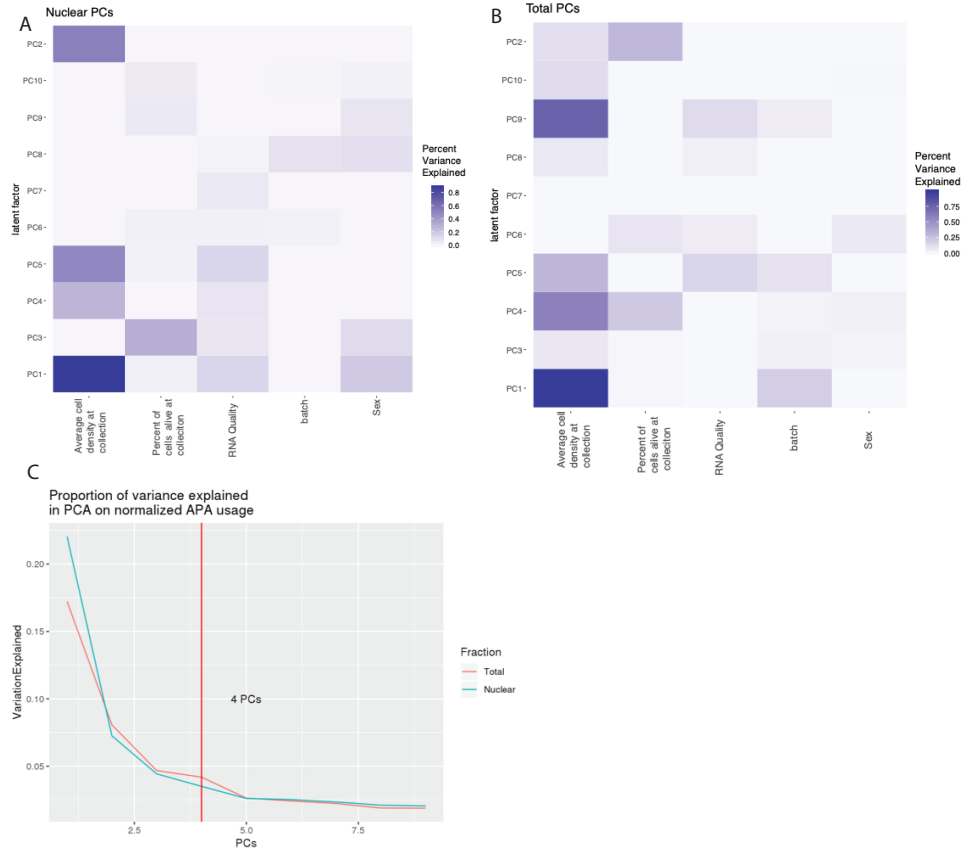 A
Nuclear PCs
PC2
PC10
PC9
PC8
PC7
PC6
PC5
PC4
PC3
PC1
latent factor
Average cell
density at
collection
Percent of
cells alive at
colleciton
RNA Quality
batch
Sex
Percent
Variance
Explained
0.8
0.6
0.4
0.2
0.0
B
Total PCs
PC2
PC10
PC9
PC8
PC7
PC6
PC5
PC4
PC3
PC1
latent factor
Average cell
density at
collection
Percent of
cells alive at
colleciton
RNA Quality
batch
Sex
Percent
Variance
Explained
0.75
0.50
0.25
0.00
C
Proportion of variance explained
in PCA on normalized APA usage
VariationExplained
0.20
0.15
0.10
0.05
4 PCs
2.5
5.0
7.5
PCs
Fraction
Total
Nuclear